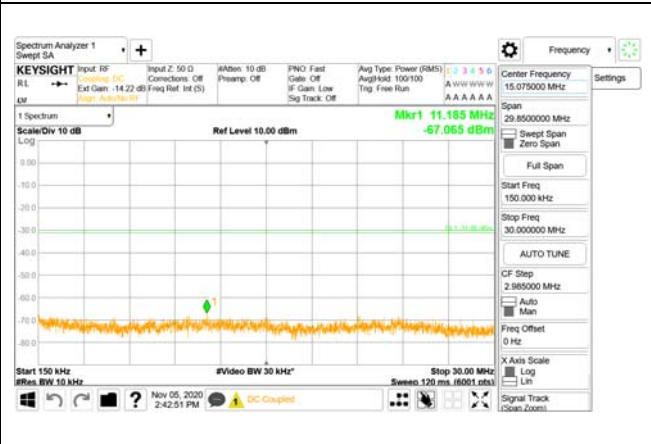 Spectrum Analyzer 1
Swept SA
Frequency
KEYSIGHT
Input: RF
Input Z: 50 Ω
#Atten: 10 dB
PNO: Fast
Avg Type: Power (RMS)
1 2 3 4 5 6
RL
Coupling: DC
Corrections: Off
Preamp: Off
Gate: Off
Avg|Hold: 100/100
A W W W W W
Ext Gain: -14.22 dB
Freq Ref: Int (S)
IF Gain: Low
Trig: Free Run
Align: Auto/No RF
Sig Track: Off
A A A A A A
Center Frequency
15.075000 MHz
Settings
1 Spectrum
Mkr1 11.185 MHz
Scale/Div 10 dB
Ref Level 10.00 dBm
-67.065 dBm
Log
0.00
-10.0
-20.0
-30.0
-40.0
-50.0
-60.0
-70.0
-80.0
1
Start 150 kHz
#Video BW 30 kHz*
Stop 30.00 MHz
#Res BW 10 kHz
Sweep 120 ms (6001 pts)
Span
29.8500000 MHz
Swept Span
Zero Span
Full Span
Start Freq
150.000 kHz
Stop Freq
30.000000 MHz
AUTO TUNE
CF Step
2.985000 MHz
Auto
Man
Freq Offset
0 Hz
X Axis Scale
Log
Lin
Signal Track
(Span Zoom)
?
Nov 05, 2020
2:42:51 PM
1
DC Coupled